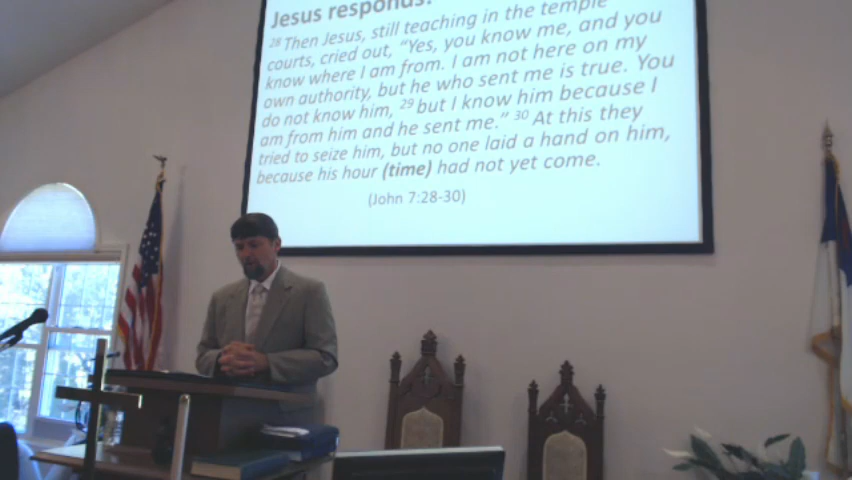 Jesus responds:
28 Then Jesus, still teaching in the temple
courts, cried out, “Yes, you know me, and you
know where I am from. I am not here on my
own authority, but he who sent me is true. You
do not know him, 29 but I know him because I
am from him and he sent me.” 30 At this they
tried to seize him, but no one laid a hand on him,
because his hour (time) had not yet come.
(John 7:28-30)